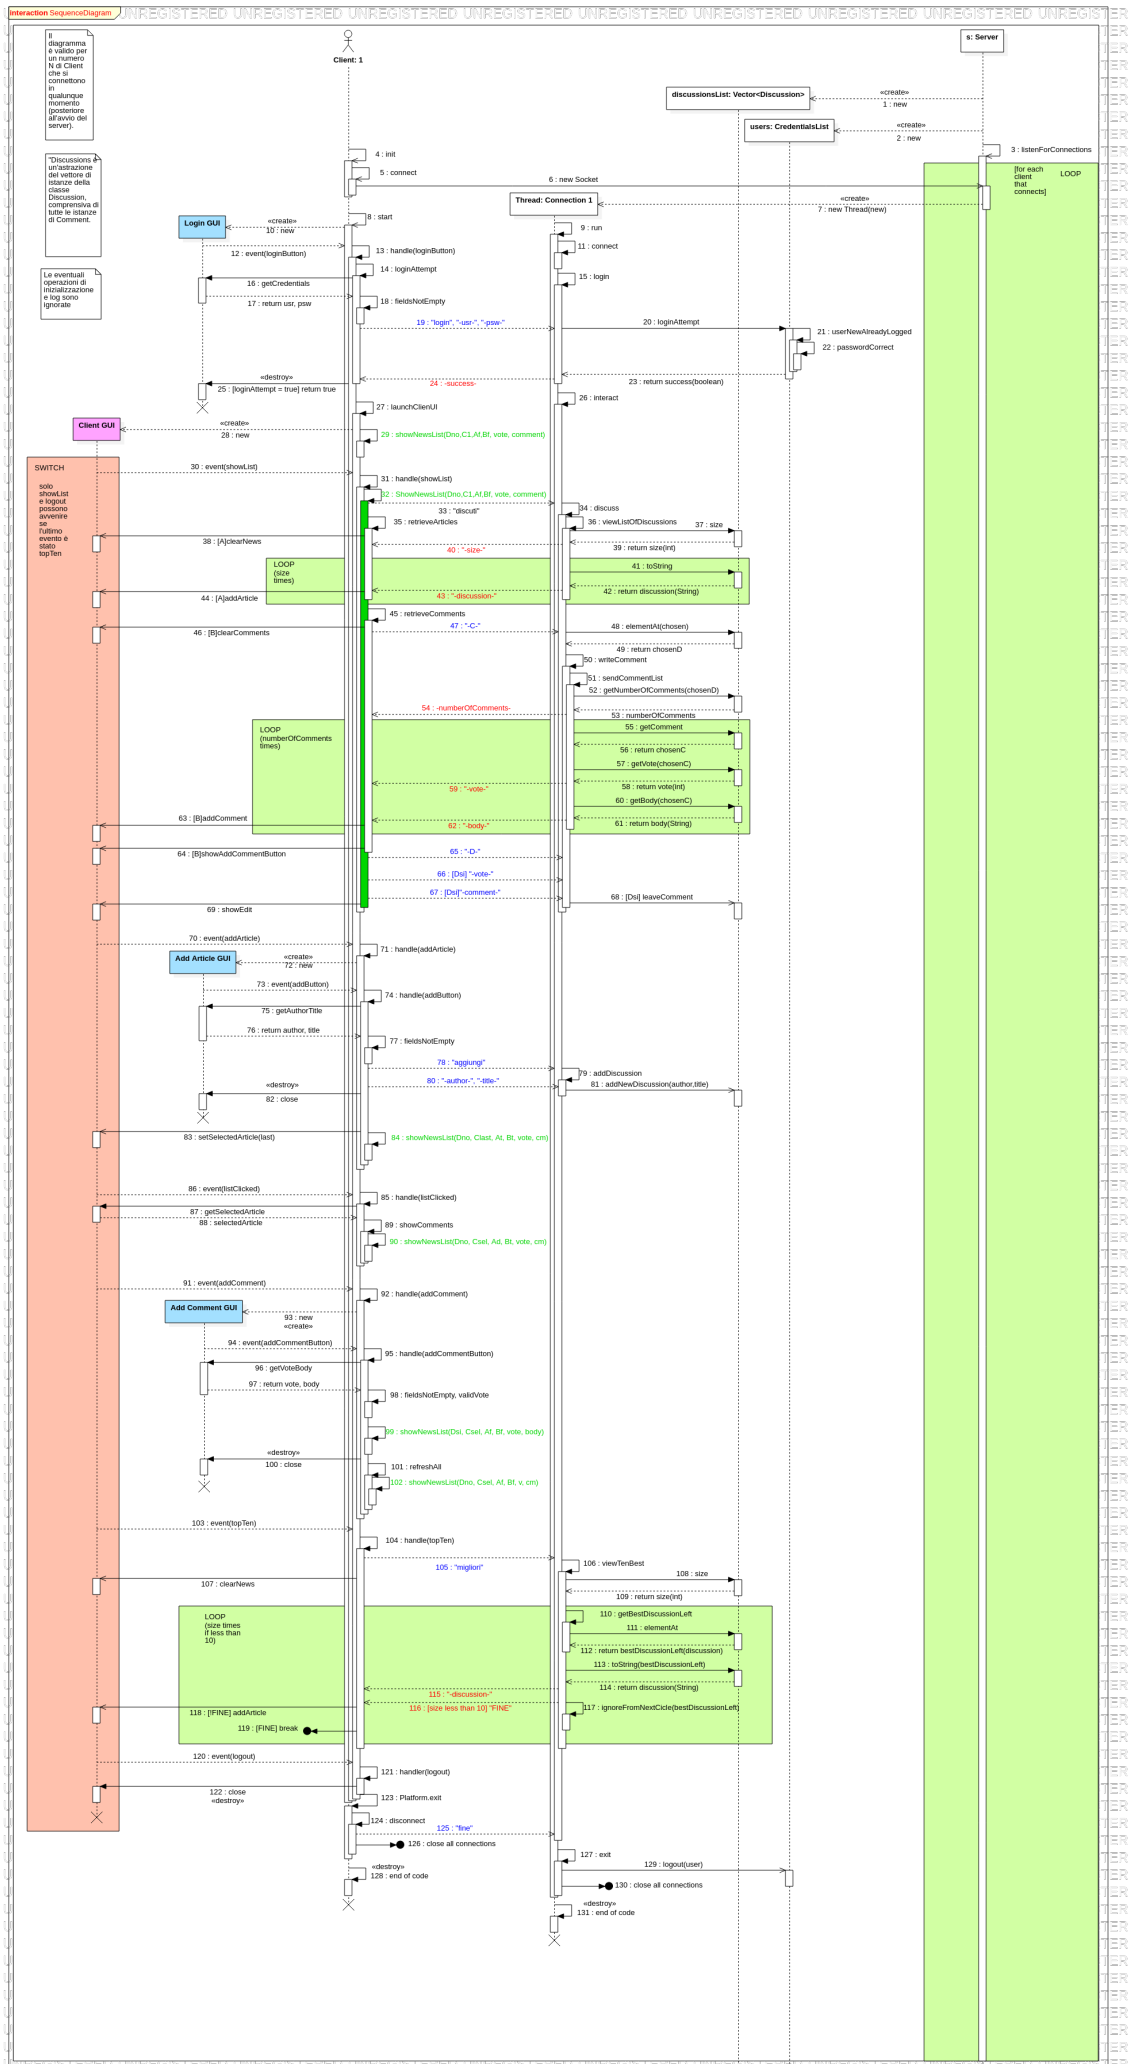 interaction SequenceDiagram
UNREGISTERED UNREGISTERED UNREGISTERED UNREGISTERED UNREGISTERED UNREGISTERED UNREGISTERED
Il
diagramma
è valido per
un numero
N di Client
che si
connettono
in
qualunque
momento
(posteriore
all'avvio del
server).
Client: 1
s: Server
discussionsList: Vector<Discussion>
«create»
1 : new
users: CredentialsList
«create»
2 : new
3 : listenForConnections
4 : init
"Discussions è
un'astrazione
del vettore di
istanze della
classe
Discussion,
comprensiva di
tutte le istanze
di Comment.
5 : connect
6 : new Socket
[for each
client
that
connects]
LOOP
Thread: Connection 1
«create»
7 : new Thread(new)
8 : start
Login GUI
«create»
10 : new
9 : run
11 : connect
12 : event(loginButton)
13 : handle(loginButton)
14 : loginAttempt
15 : login
Le eventuali
operazioni di
inizializzazione
e log sono
ignorate
16 : getCredentials
17 : return usr, psw
18 : fieldsNotEmpty
19 : "login", "-usr-", "-psw-"
20 : loginAttempt
21 : userNewAlreadyLogged
22 : passwordCorrect
23 : return success(boolean)
24 : -success-
«destroy»
25 : [loginAttempt = true] return true
26 : interact
27 : launchClienUI
Client GUI
«create»
28 : new
29 : showNewsList(Dno,C1,Af,Bf, vote, comment)
SWITCH
solo
showList
e logout
possono
avvenire
se
l'ultimo
evento è
stato
topTen
30 : event(showList)
31 : handle(showList)
32 : ShowNewsList(Dno,C1,Af,Bf, vote, comment)
33 : "discuti"
34 : discuss
35 : retrieveArticles
36 : viewListOfDiscussions
37 : size
38 : [A]clearNews
39 : return size(int)
40 : "-size-"
LOOP
(size
times)
41 : toString
42 : return discussion(String)
43 : "-discussion-"
44 : [A]addArticle
45 : retrieveComments
46 : [B]clearComments
47 : "-C-"
48 : elementAt(chosen)
49 : return chosenD
50 : writeComment
51 : sendCommentList
52 : getNumberOfComments(chosenD)
53 : numberOfComments
54 : -numberOfComments-
LOOP
(numberOfComments
times)
55 : getComment
56 : return chosenC
57 : getVote(chosenC)
58 : return vote(int)
59 : "-vote-"
60 : getBody(chosenC)
61 : return body(String)
62 : "-body-"
63 : [B]addComment
64 : [B]showAddCommentButton
65 : "-D-"
66 : [Dsi] "-vote-"
67 : [Dsi]"-comment-"
68 : [Dsi] leaveComment
69 : showEdit
70 : event(addArticle)
71 : handle(addArticle)
Add Article GUI
«create»
72 : new
73 : event(addButton)
74 : handle(addButton)
75 : getAuthorTitle
76 : return author, title
77 : fieldsNotEmpty
78 : "aggiungi"
79 : addDiscussion
80 : "-author-", "-title-"
81 : addNewDiscussion(author,title)
«destroy»
82 : close
83 : setSelectedArticle(last)
84 : showNewsList(Dno, Clast, At, Bt, vote, cm)
86 : event(listClicked)
85 : handle(listClicked)
87 : getSelectedArticle
88 : selectedArticle
89 : showComments
90 : showNewsList(Dno, Csel, Ad, Bt, vote, cm)
91 : event(addComment)
92 : handle(addComment)
Add Comment GUI
93 : new
«create»
94 : event(addCommentButton)
95 : handle(addCommentButton)
96 : getVoteBody
97 : return vote, body
98 : fieldsNotEmpty, validVote
99 : showNewsList(Dsi, Csel, Af, Bf, vote, body)
«destroy»
100 : close
101 : refreshAll
102 : showNewsList(Dno, Csel, Af, Bf, v, cm)
103 : event(topTen)
104 : handle(topTen)
105 : "migliori"
106 : viewTenBest
107 : clearNews
108 : size
109 : return size(int)
LOOP
(size times
if less than
10)
110 : getBestDiscussionLeft
111 : elementAt
112 : return bestDiscussionLeft(discussion)
113 : toString(bestDiscussionLeft)
114 : return discussion(String)
115 : "-discussion-"
116 : [size less than 10] "FINE"
117 : ignoreFromNextCicle(bestDiscussionLeft)
118 : [!FINE] addArticle
119 : [FINE] break
120 : event(logout)
121 : handler(logout)
122 : close
«destroy»
123 : Platform.exit
124 : disconnect
125 : "fine"
126 : close all connections
127 : exit
«destroy»
128 : end of code
129 : logout(user)
130 : close all connections
«destroy»
131 : end of code